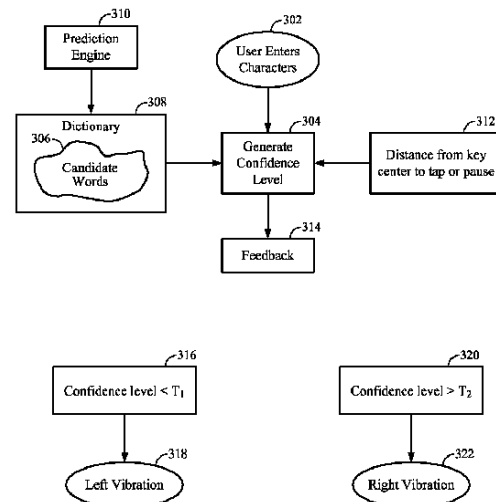 310
Prediction
Engine
302
User Enters
Characters
308
Dictionary
306
Candidate
Words
304
Generate
Confidence
Level
312
Distance from key
center to tap or pause
314
Feedback
316
Confidence level < T1
320
Confidence level > T2
318
Left Vibration
322
Right Vibration